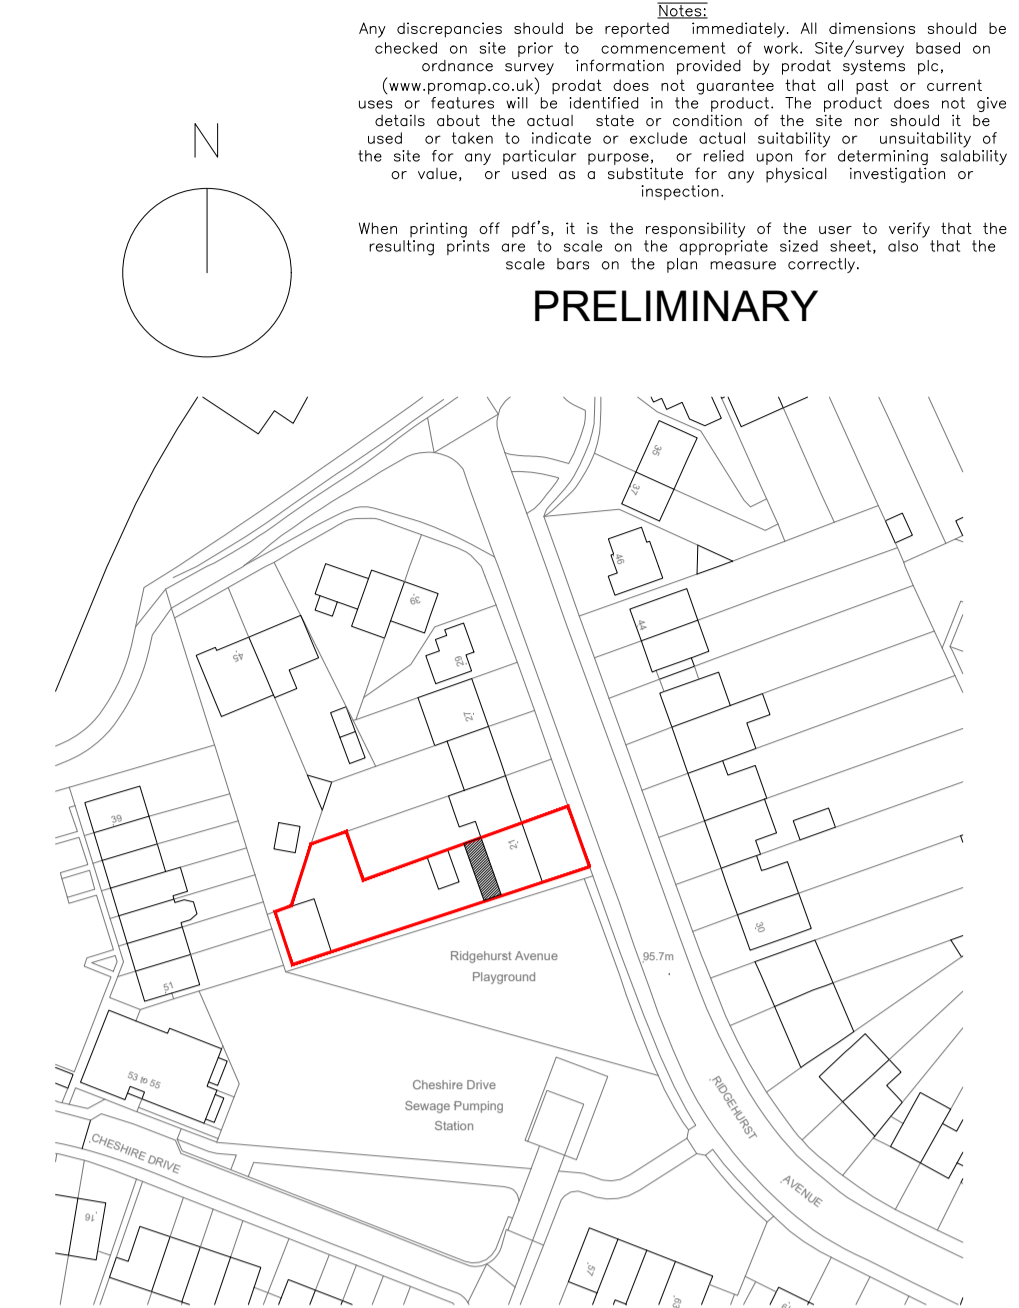 Notes:
Any discrepancies should be reported immediately. All dimensions should be
checked on site prior to commencement of work. Site/survey based on
ordnance survey information provided by prodat systems plc,
(www.promap.co.uk) prodat does not guarantee that all past or current
uses or features will be identified in the product. The product does not give
details about the actual state or condition of the site nor should it be
used or taken to indicate or exclude actual suitability or unsuitability of
the site for any particular purpose, or relied upon for determining salability
or value, or used as a substitute for any physical investigation or
inspection.
When printing off pdf's, it is the responsibility of the user to verify that the
resulting prints are to scale on the appropriate sized sheet, also that the
scale bars on the plan measure correctly.
PRELIMINARY
N
35
37
46
39
44
45
29
27
39
21
30
Ridgehurst Avenue
Playground
95.7m
51
53 to 55
Cheshire Drive
Sewage Pumping
Station
RIDGEHURST
AVENUE
CHESHIRE DRIVE
16
57
63